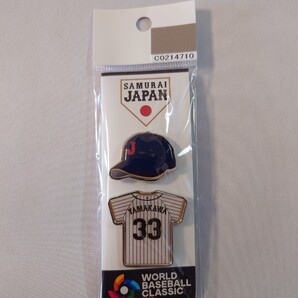 C0214710
SAMURAI
JAPAN
J
YAMAKAWA
33
WORLD
BASEBALL
CLASSIC